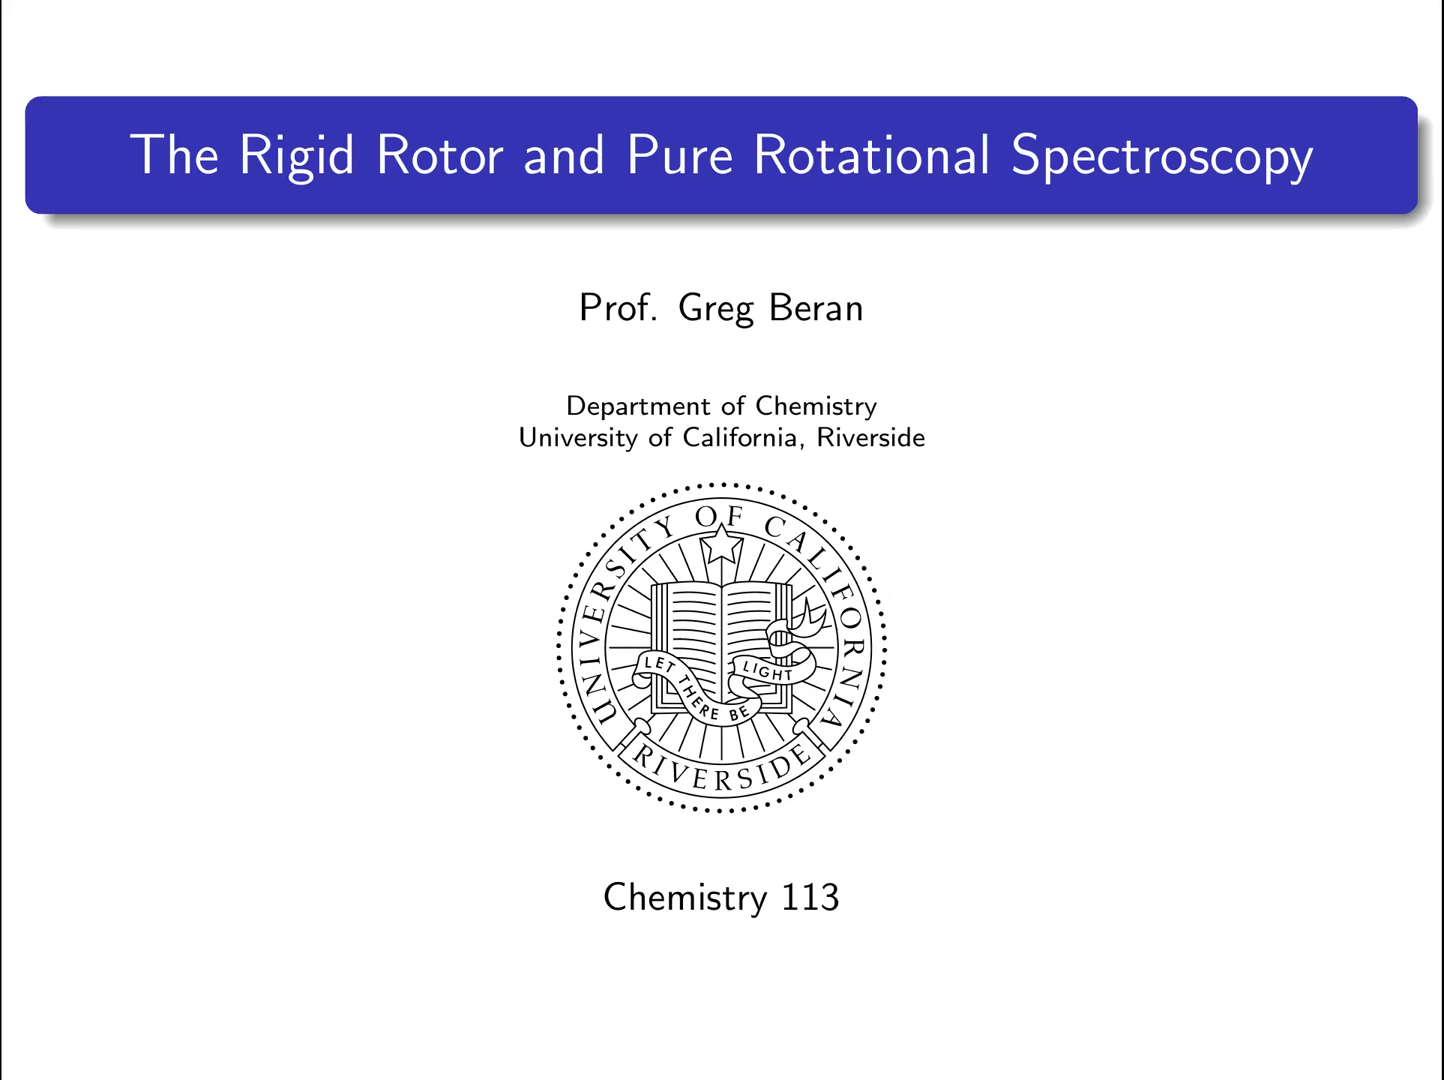 The Rigid Rotor and Pure Rotational Spectroscopy
Prof. Greg Beran
Department of Chemistry
University of California, Riverside
UNIVERSITY OF CALIFORNIA
LET THERE BE LIGHT
RIVERSIDE
Chemistry 113